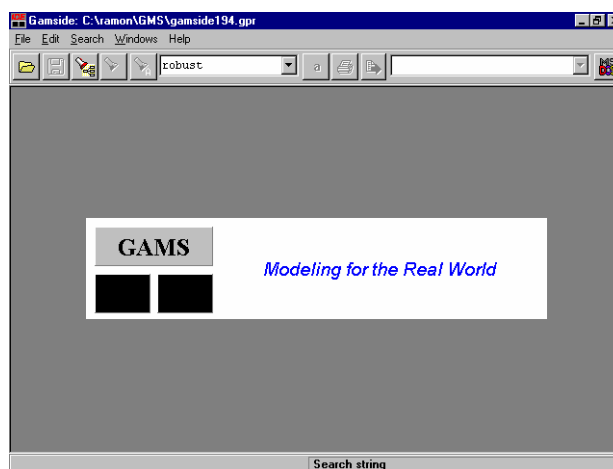 Gamside: C:\ramon\GMS\gamside194.gpr
File Edit Search Windows Help
robust
a
GAMS
Modeling for the Real World
Search string